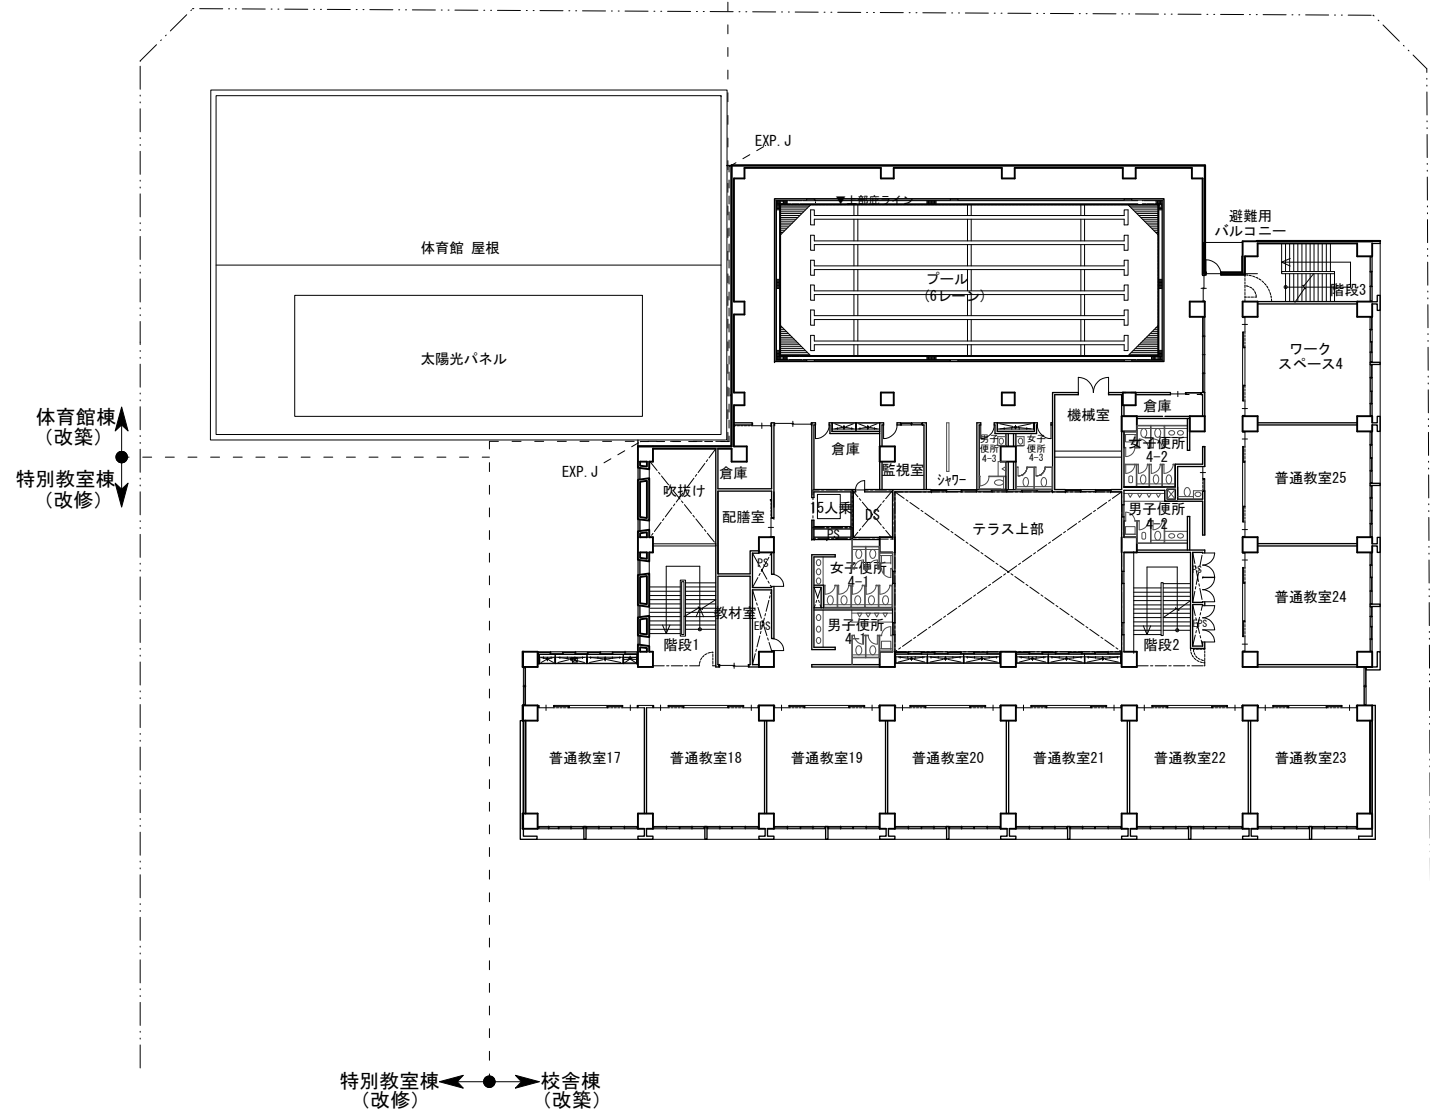 EXP. J
▼上部庇ライン
避難用
バルコニー
体育館 屋根
プール
(6レーン)
階段3
ワーク
スペース4
太陽光パネル
体育館棟
(改築)
特別教室棟
(改修)
EXP. J
機械室
倉庫
倉庫
倉庫
監視室
シャワー
男子
便所
4-3
女子
便所
4-3
女子便所
4-2
普通教室25
吹抜け
配膳室
15人乗
DS
PS
テラス上部
男子便所
4-2
PS
女子便所
4-1
PS
普通教室24
教材室
EPS
男子便所
4-1
EPS
階段1
階段2
普通教室17
普通教室18
普通教室19
普通教室20
普通教室21
普通教室22
普通教室23
特別教室棟
(改修)
校舎棟
(改築)